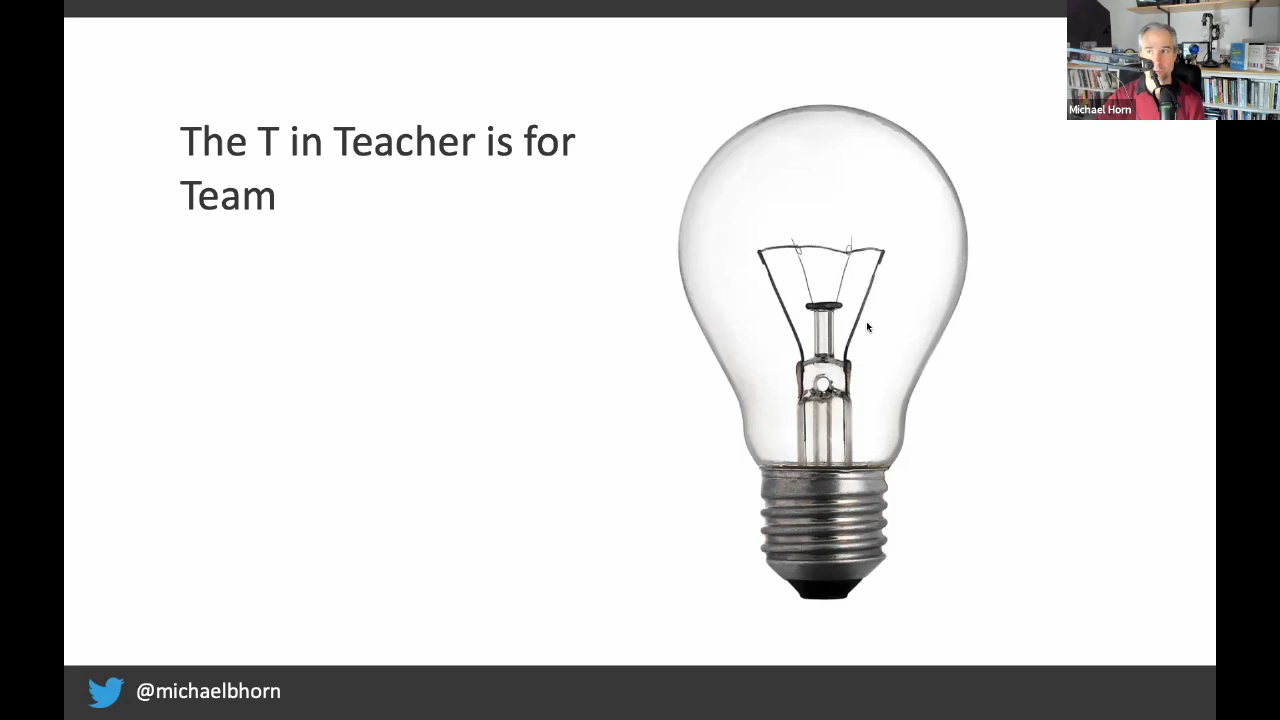 The T in Teacher is for
Team
Michael Horn
@michaelbhorn